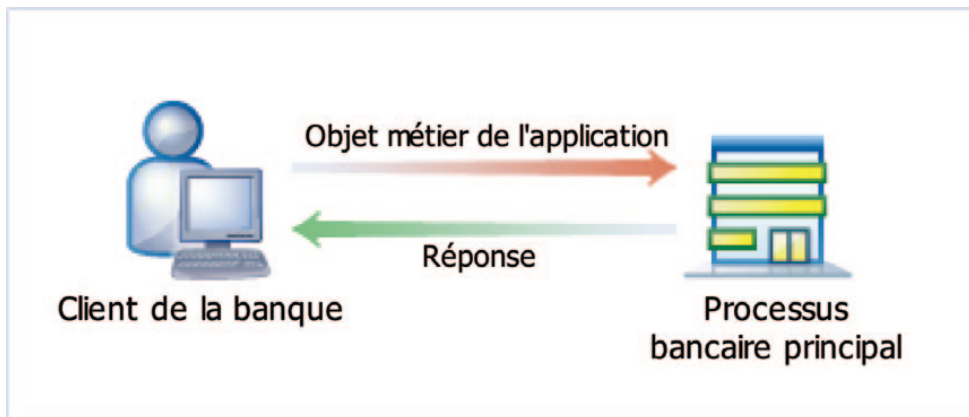 Objet métier de l'application
Réponse
Client de la banque
Processus
bancaire principal